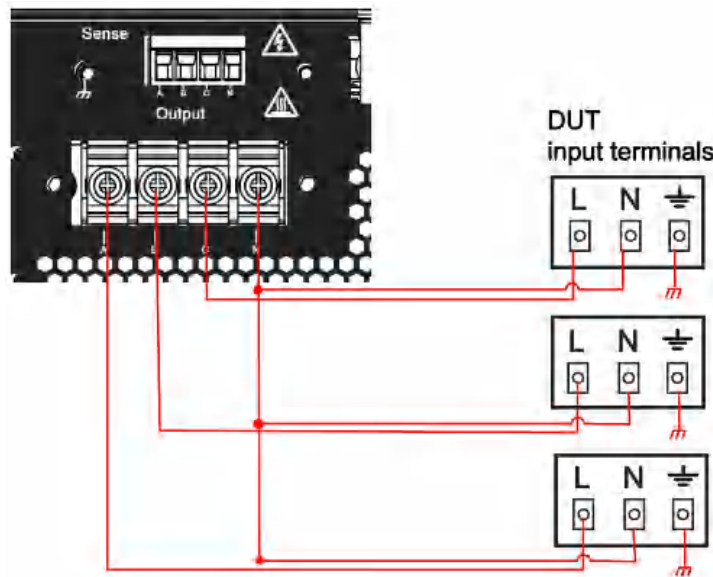 Sense
A B C N
Output
A B C N
DUT
input terminals
L N
L N
L N